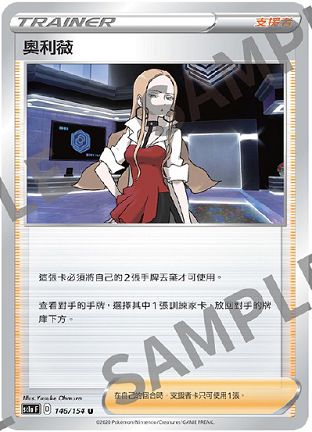 TRAINER
支援者
奧利薇
SAMPLE
這張卡必須將自己的2張手牌丟棄才可使用。
查看對手的手牌,選擇其中1張訓練家卡,放回對手的牌
庫下方。
SAMPLE
在自己的回合時,支援者卡只可使用1張。
Illus. Yusuke Ohmura
146/154 U
©2020 Pokémon/Nintendo/Creatures/GAME FREAK.